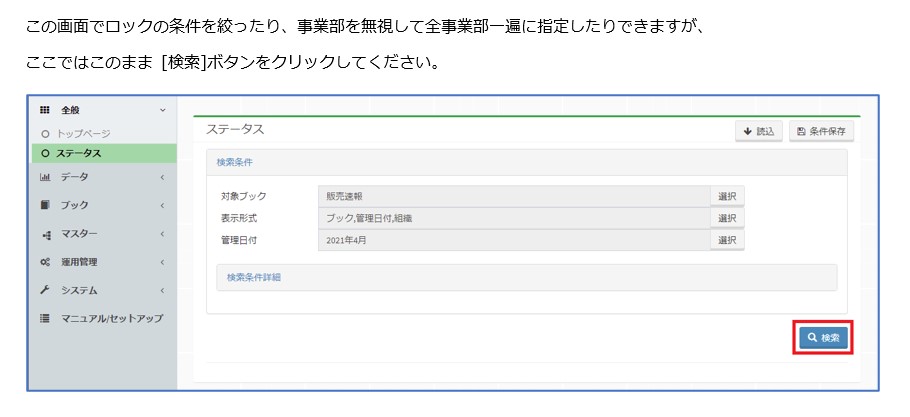 この画面でロックの条件を絞ったり、事業部を無視して全事業部一遍に指定したりできますが、
ここではこのまま [検索]ボタンをクリックしてください。
全般
トップページ
ステータス
データ
ブック
マスター
運用管理
システム
マニュアル/セットアップ
ステータス
読込
条件保存
検索条件
対象ブック 販売速報 選択
表示形式 ブック,管理日付,組織 選択
管理日付 2021年4月 選択
検索条件詳細
検索